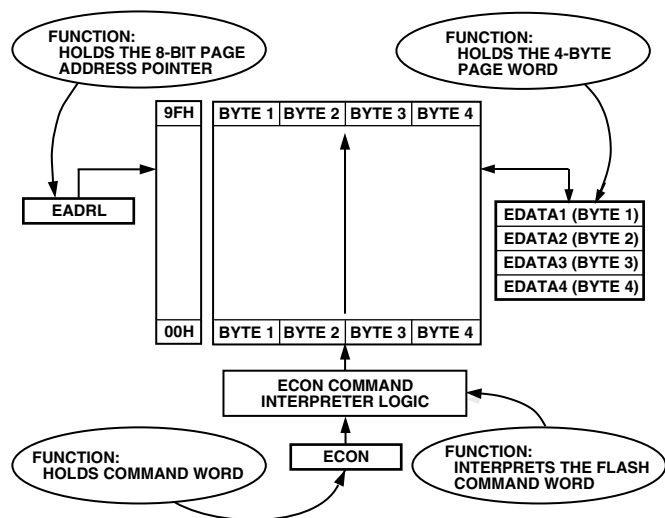 FUNCTION:
HOLDS THE 8-BIT PAGE
ADDRESS POINTER
FUNCTION:
HOLDS THE 4-BYTE
PAGE WORD
9FH
BYTE 1 BYTE 2 BYTE 3 BYTE 4
EADRL
EDATA1 (BYTE 1)
EDATA2 (BYTE 2)
EDATA3 (BYTE 3)
EDATA4 (BYTE 4)
00H
BYTE 1 BYTE 2 BYTE 3 BYTE 4
ECON COMMAND
INTERPRETER LOGIC
FUNCTION:
HOLDS COMMAND WORD
ECON
FUNCTION:
INTERPRETS THE FLASH
COMMAND WORD